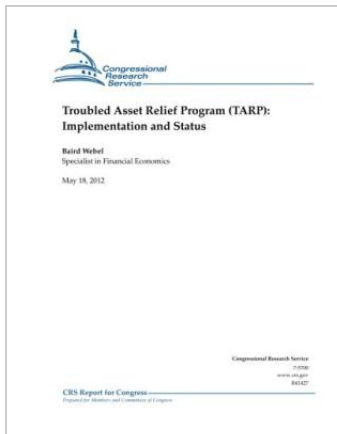 Congressional
Research
Service
Troubled Asset Relief Program (TARP):
Implementation and Status
Baird Webel
Specialist in Financial Economics
May 18, 2012
Congressional Research Service
7-5700
www.crs.gov
R41427
CRS Report for Congress
Prepared for Members and Committees of Congress